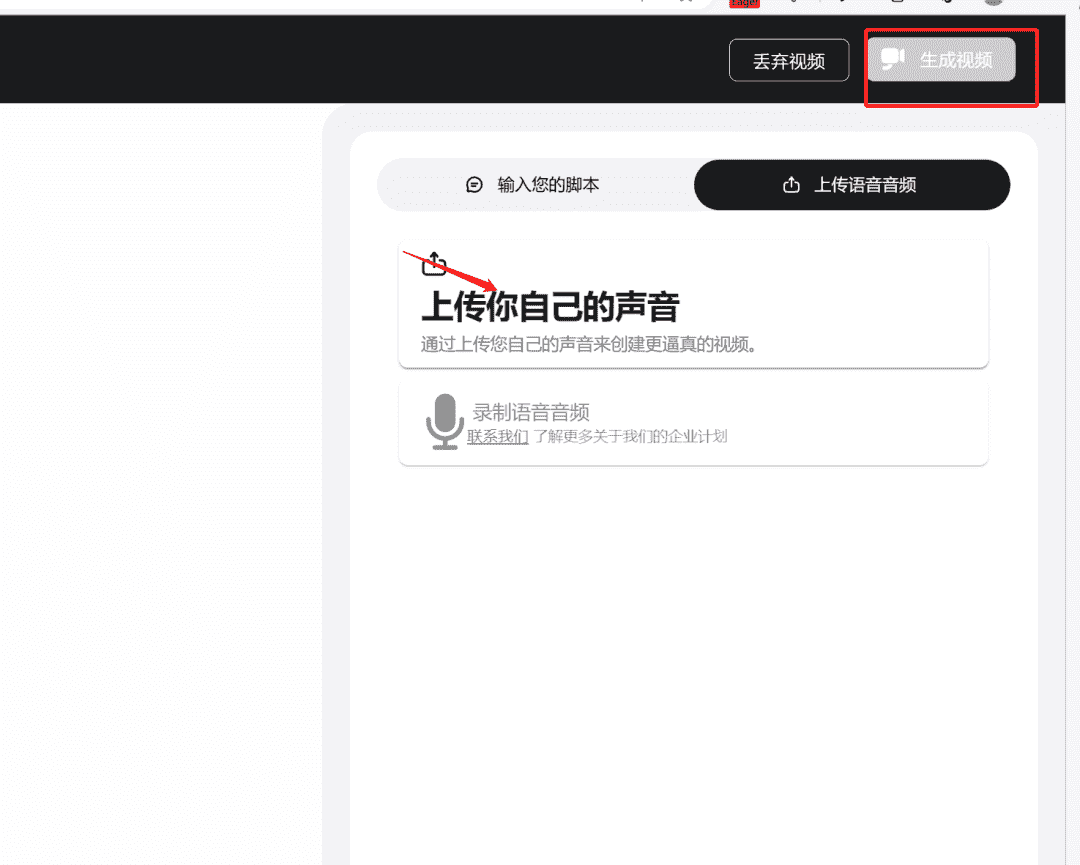 丢弃视频
生成视频
输入您的脚本
上传语音音频
上传你自己的声音
通过上传您自己的声音来创建更逼真的视频。
录制语音音频
联系我们 了解更多关于我们的企业计划